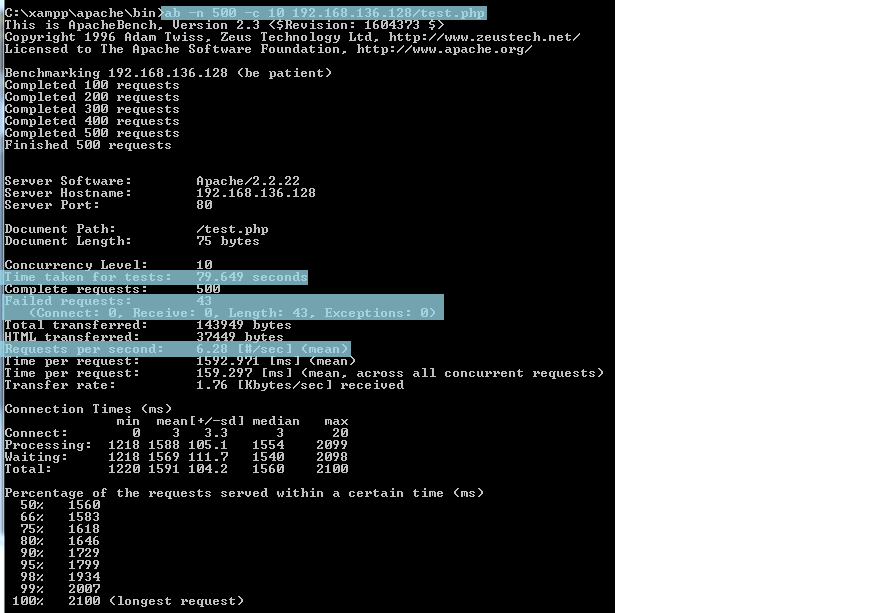 C:\xampp\apache\bin>ab -n 500 -c 10 192.168.136.128/test.php
This is ApacheBench, Version 2.3 <$Revision: 1604373 $>
Copyright 1996 Adam Twiss, Zeus Technology Ltd, http://www.zeustech.net/
Licensed to The Apache Software Foundation, http://www.apache.org/

Benchmarking 192.168.136.128 (be patient)
Completed 100 requests
Completed 200 requests
Completed 300 requests
Completed 400 requests
Completed 500 requests
Finished 500 requests

Server Software:        Apache/2.2.22
Server Hostname:        192.168.136.128
Server Port:            80

Document Path:          /test.php
Document Length:        75 bytes

Concurrency Level:      10
Time taken for tests:   79.649 seconds
Complete requests:      500
Failed requests:        43
   (Connect: 0, Receive: 0, Length: 43, Exceptions: 0)
Total transferred:      143949 bytes
HTML transferred:       37449 bytes
Requests per second:    6.28 [#/sec] (mean)
Time per request:       1592.971 [ms] (mean)
Time per request:       159.297 [ms] (mean, across all concurrent requests)
Transfer rate:          1.76 [Kbytes/sec] received

Connection Times (ms)
              min  mean[+/-sd] median   max
Connect:        0    3   3.3      3      20
Processing:  1218 1588 105.1   1554    2099
Waiting:     1218 1569 111.7   1540    2098
Total:       1220 1591 104.2   1560    2100

Percentage of the requests served within a certain time (ms)
  50%   1560
  66%   1583
  75%   1618
  80%   1646
  90%   1729
  95%   1799
  98%   1934
  99%   2007
 100%   2100 (longest request)